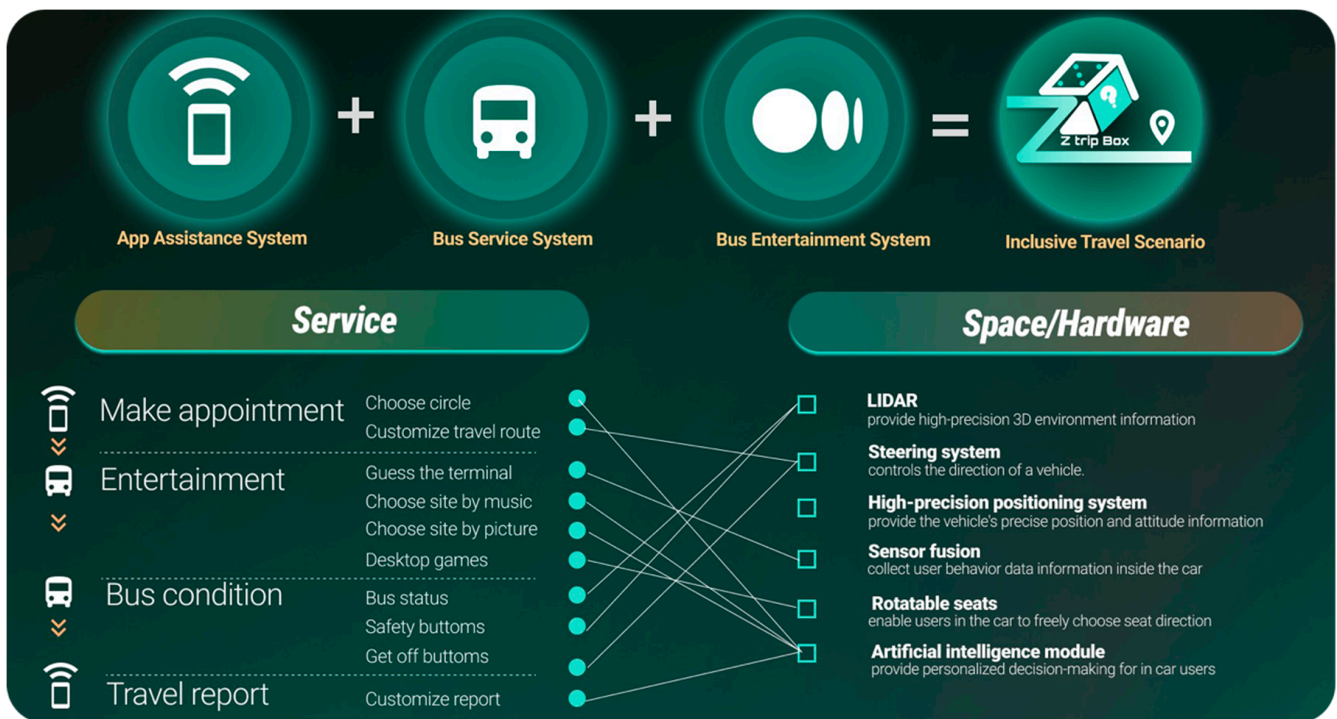 Z trip Box
App Assistance System
Bus Service System
Bus Entertainment System
Inclusive Travel Scenario
Service
Space/Hardware
Make appointment
Choose circle
Customize travel route
Entertainment
Guess the terminal
Choose site by music
Choose site by picture
Desktop games
Bus condition
Bus status
Safety buttoms
Get off buttoms
Travel report
Customize report
LIDAR
provide high-precision 3D environment information
Steering system
controls the direction of a vehicle.
High-precision positioning system
provide the vehicle's precise position and attitude information
Sensor fusion
collect user behavior data information inside the car
Rotatable seats
enable users in the car to freely choose seat direction
Artificial intelligence module
provide personalized decision-making for in car users